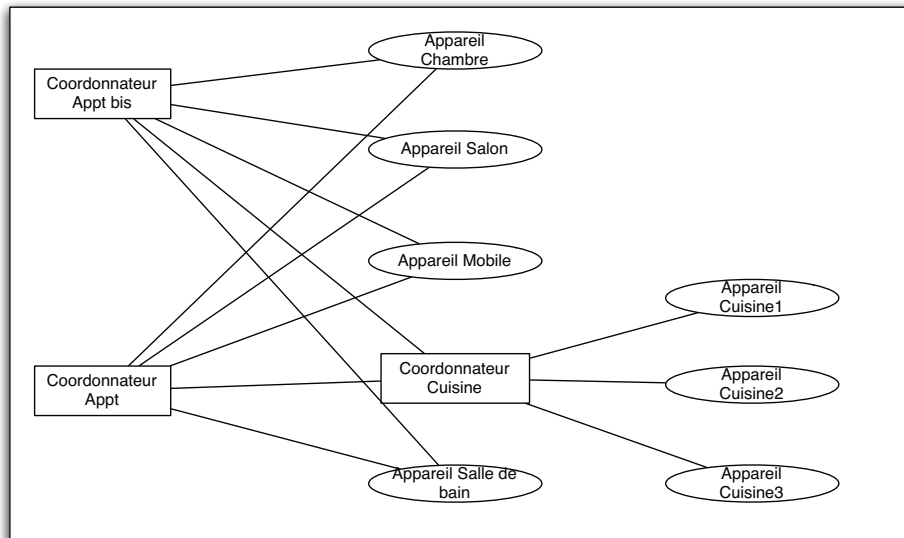 Appareil
Chambre
Coordonnateur
Appt bis
Appareil Salon
Appareil Mobile
Appareil
Cuisine1
Coordonnateur
Appt
Coordonnateur
Cuisine
Appareil
Cuisine2
Appareil Salle de
bain
Appareil
Cuisine3